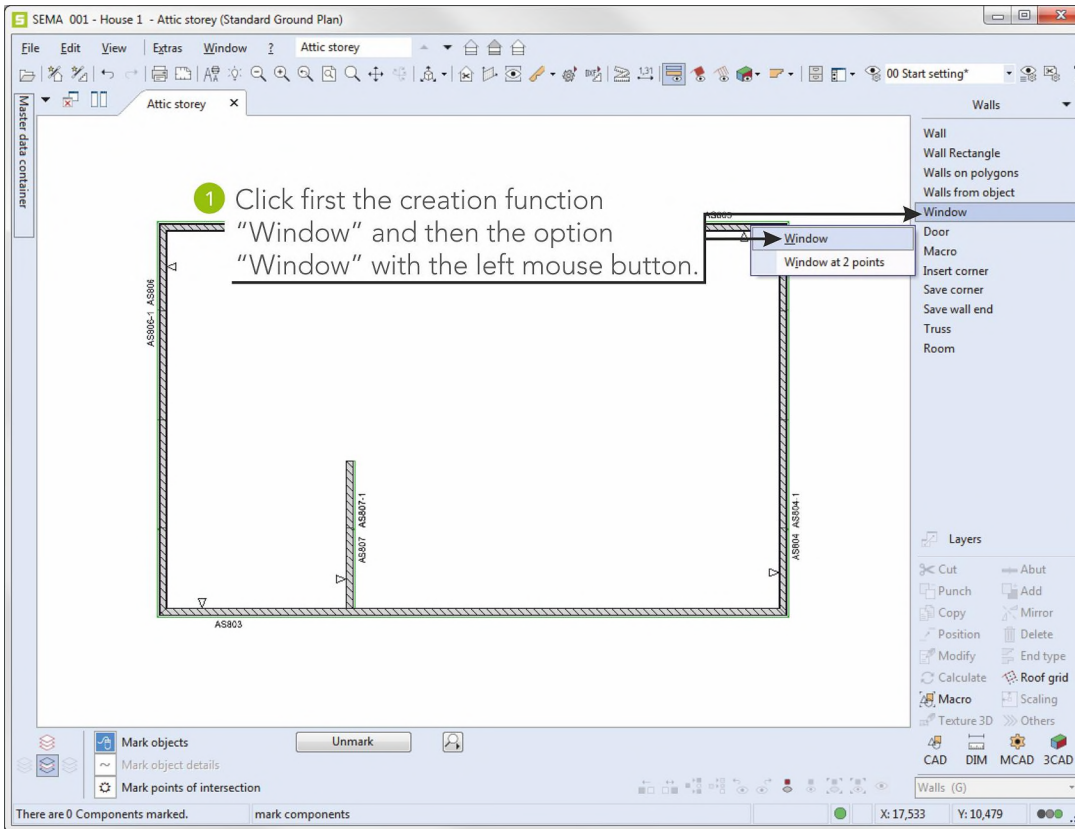 SEMA 001 - House 1 - Attic storey (Standard Ground Plan)
File Edit View Extras Window ? Attic storey
1,31 00 Start setting*
Master data container
Attic storey
Walls
Wall
Wall Rectangle
Walls on polygons
Walls from object
Window
Door
Macro
Insert corner
Save corner
Save wall end
Truss
Room
Window
Window at 2 points
1 Click first the creation function
“Window” and then the option
“Window” with the left mouse button.
AS806-1 AS806
AS807 AS807-1
AS804 AS804-1
AS803
Layers
Cut Abut
Punch Add
Copy Mirror
Position Delete
Modify End type
Calculate Roof grid
Macro Scaling
Texture 3D Others
CAD DIM MCAD 3CAD
Walls (G)
Mark objects Unmark
Mark object details
Mark points of intersection
There are 0 Components marked. mark components X: 17,533 Y: 10,479